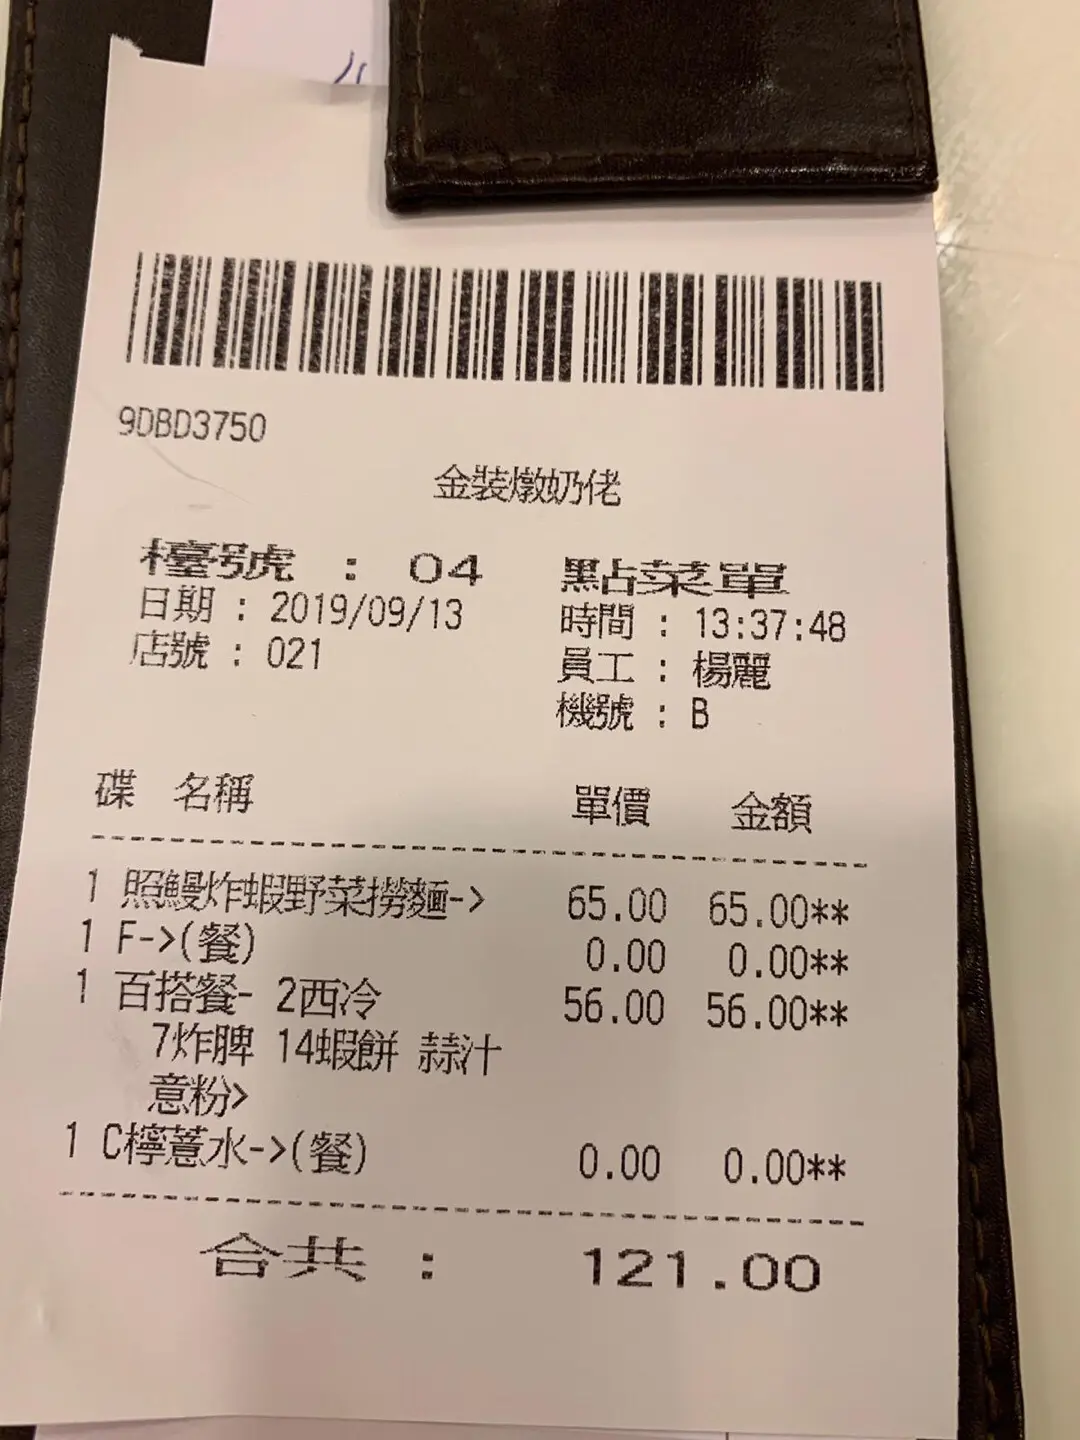 9DBD3750
金裝燉奶佬
檯號 : 04 點菜單
日期 : 2019/09/13 時間 : 13:37:48
店號 : 021 員工 : 楊麗
機號 : B
碟 名稱 單價 金額
1 照鰻炸蝦野菜撈麵-> 65.00 65.00**
1 F->(餐) 0.00 0.00**
1 百搭餐- 2西冷 56.00 56.00**
7炸脾 14蝦餅 蒜汁
意粉>
1 C檸薏水->(餐) 0.00 0.00**
合共 : 121.00